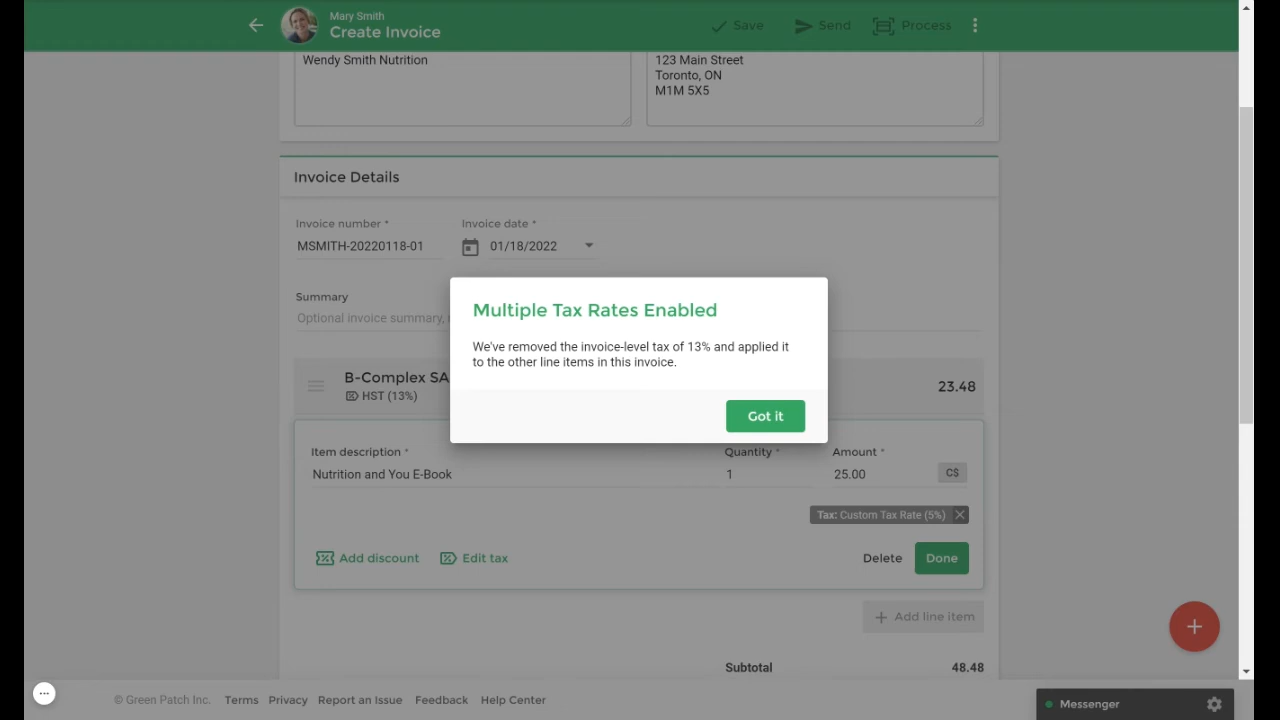 Mary Smith
Create Invoice
Save
Send
Process
Wendy Smith Nutrition
123 Main Street
Toronto, ON
M1M 5X5
Invoice Details
Invoice number *
Invoice date *
MSMITH-20220118-01
01/18/2022
Summary
Optional invoice summary,
Multiple Tax Rates Enabled
We've removed the invoice-level tax of 13% and applied it
to the other line items in this invoice.
Got it
B-Complex SA
HST (13%)
23.48
Item description *
Quantity *
Amount *
Nutrition and You E-Book
1
25.00
C$
Tax: Custom Tax Rate (5%)
Add discount
Edit tax
Delete
Done
Add line item
Subtotal
48.48
© Green Patch Inc.
Terms
Privacy
Report an Issue
Feedback
Help Center
Messenger